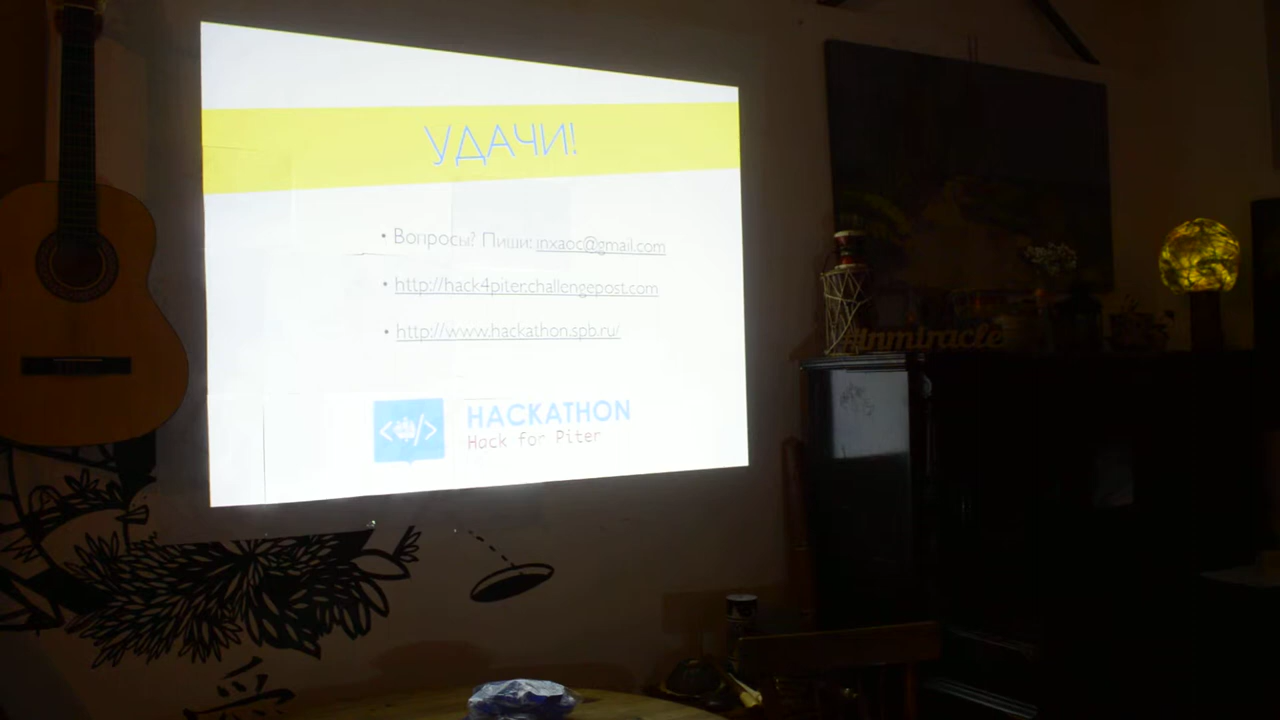 УДАЧИ!
• Вопросы? Пиши: inxaoc@gmail.com
• http://hack4piter.challengepost.com
• http://www.hackathon.spb.ru/
</>
HACKATHON
Hack for Piter
#inmiracle